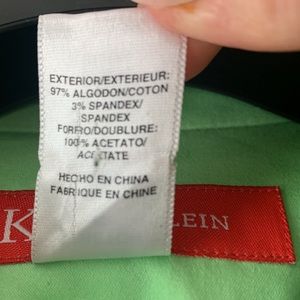 EXTERIOR/EXTERIEUR:
97% ALGODON/COTON
3% SPANDEX/
SPANDEX
FORRO/DOUBLURE:
100% ACETATO/
ACETATE
HECHO EN CHINA
FABRIQUE EN CHINE
K LEIN